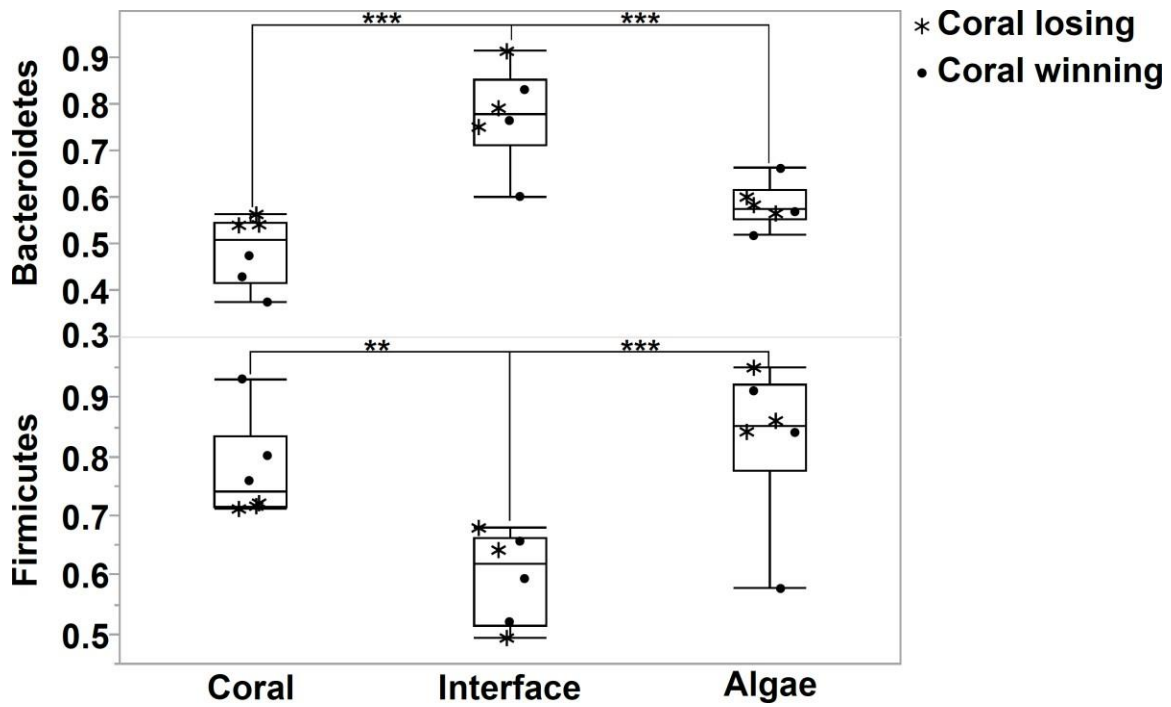 *** ***
* Coral losing
• Coral winning
Bacteroidetes
0.9
0.8
0.7
0.6
0.5
0.4
0.3
** ***
Firmicutes
0.9
0.8
0.7
0.6
0.5
Coral Interface Algae